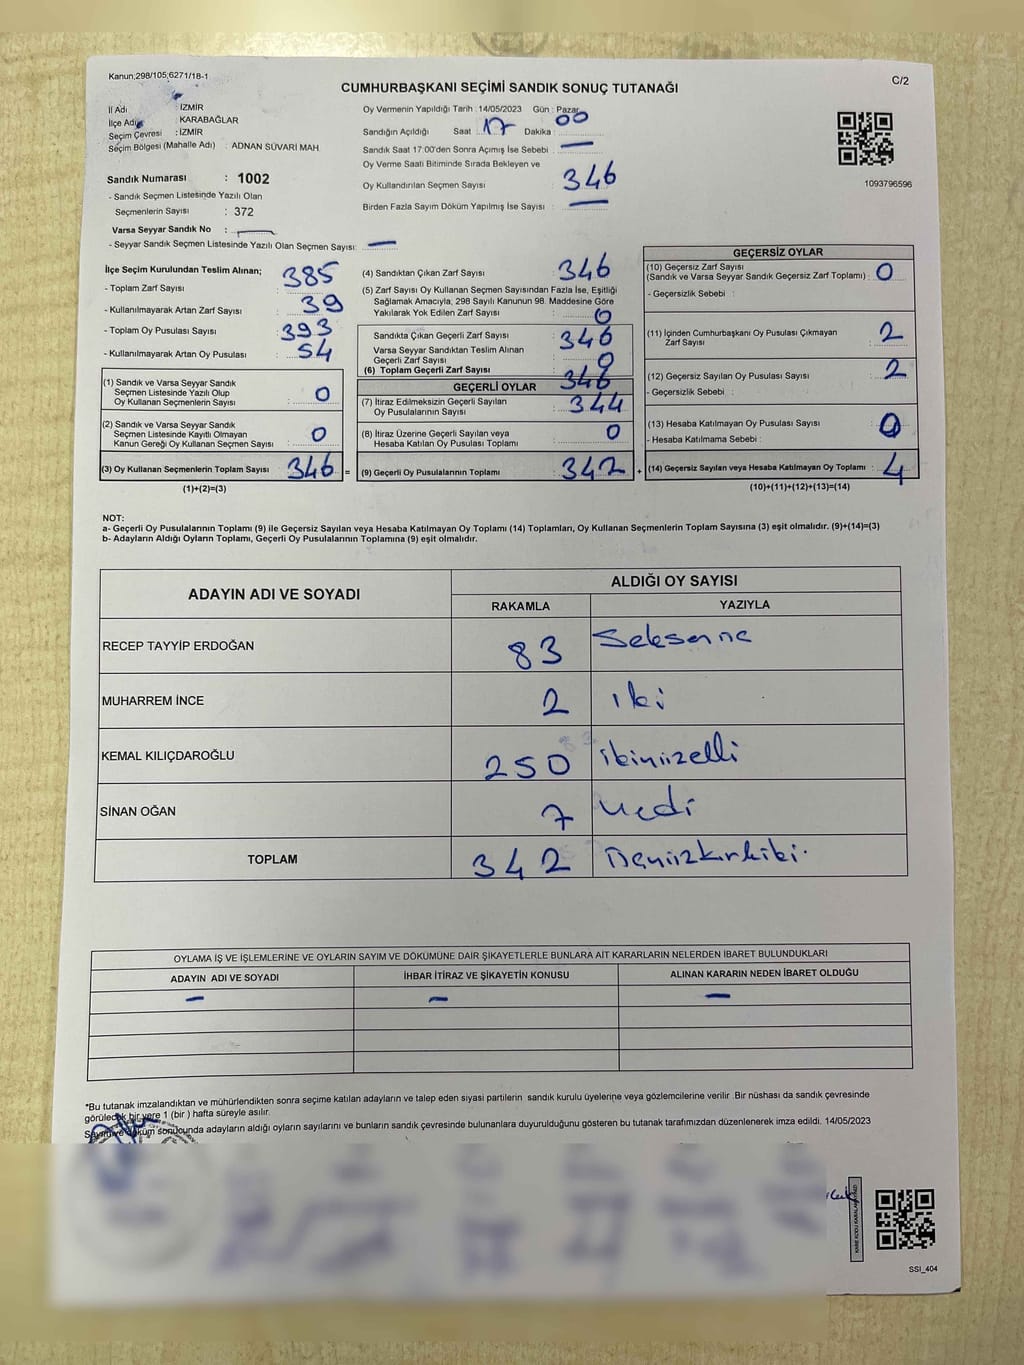 Kanun;298/105;6271/18-1
C/2
CUMHURBAŞKANI SEÇİMİ SANDIK SONUÇ TUTANAĞI
İl Adı : İZMİR
İlçe Adı : KARABAĞLAR
Seçim Çevresi : İZMİR
Seçim Bölgesi (Mahalle Adı) : ADNAN SÜVARİ MAH
Sandık Numarası : 1002
- Sandık Seçmen Listesinde Yazılı Olan
Seçmenlerin Sayısı : 372
Varsa Seyyar Sandık No : —
- Seyyar Sandık Seçmen Listesinde Yazılı Olan Seçmen Sayısı: —
Oy Vermenin Yapıldığı Tarih :14/05/2023 Gün : Pazar
Sandığın Açıldığı Saat 17 Dakika : 00
Sandık Saat 17:00'den Sonra Açımış İse Sebebi : —
Oy Verme Saati Bitiminde Sırada Bekleyen ve
Oy Kullandırılan Seçmen Sayısı 346
Birden Fazla Sayım Döküm Yapılmış İse Sayısı : —
1093796596
İlçe Seçim Kurulundan Teslim Alınan;
- Toplam Zarf Sayısı : 385
- Kullanılmayarak Artan Zarf Sayısı : 39
- Toplam Oy Pusulası Sayısı : 393
- Kullanılmayarak Artan Oy Pusulası : 54
(1) Sandık ve Varsa Seyyar Sandık
Seçmen Listesinde Yazılı Olup
Oy Kullanan Seçmenlerin Sayısı : 0
(2) Sandık ve Varsa Seyyar Sandık
Seçmen Listesinde Kayıtlı Olmayan
Kanun Gereği Oy Kullanan Seçmen Sayısı : 0
(3) Oy Kullanan Seçmenlerin Toplam Sayısı : 346 =
(1)+(2)=(3)
(4) Sandıktan Çıkan Zarf Sayısı : 346
(5) Zarf Sayısı Oy Kullanan Seçmen Sayısından Fazla İse, Eşitliği
Sağlamak Amacıyla, 298 Sayılı Kanunun 98. Maddesine Göre
Yakılarak Yok Edilen Zarf Sayısı : 0
Sandıkta Çıkan Geçerli Zarf Sayısı : 346
Varsa Seyyar Sandıktan Teslim Alınan
Geçerli Zarf Sayısı : 0
(6) Toplam Geçerli Zarf Sayısı : 346
GEÇERLİ OYLAR
(7) İtiraz Edilmeksizin Geçerli Sayılan
Oy Pusulalarının Sayısı : 344
(8) İtiraz Üzerine Geçerli Sayılan veya
Hesaba Katılan Oy Pusulası Toplamı : 0
(9) Geçerli Oy Pusulalarının Toplamı : 342 +
GEÇERSİZ OYLAR
(10) Geçersiz Zarf Sayısı
(Sandık ve Varsa Seyyar Sandık Geçersiz Zarf Toplamı) : 0
- Geçersizlik Sebebi :
(11) İçinden Cumhurbaşkanı Oy Pusulası Çıkmayan
Zarf Sayısı : 2
(12) Geçersiz Sayılan Oy Pusulası Sayısı : 2
- Geçersizlik Sebebi :
(13) Hesaba Katılmayan Oy Pusulası Sayısı : 0
- Hesaba Katılmama Sebebi :
(14) Geçersiz Sayılan veya Hesaba Katılmayan Oy Toplamı : 4
(10)+(11)+(12)+(13)=(14)
NOT:
a- Geçerli Oy Pusulalarının Toplamı (9) ile Geçersiz Sayılan veya Hesaba Katılmayan Oy Toplamı (14) Toplamları, Oy Kullanan Seçmenlerin Toplam Sayısına (3) eşit olmalıdır. (9)+(14)=(3)
b- Adayların Aldığı Oyların Toplamı, Geçerli Oy Pusulalarının Toplamına (9) eşit olmalıdır.
ADAYIN ADI VE SOYADI
ALDIĞI OY SAYISI
RAKAMLA YAZIYLA
RECEP TAYYİP ERDOĞAN 83
MUHARREM İNCE 2 iki
KEMAL KILIÇDAROĞLU 250 ikiyüzelli
SİNAN OĞAN 7 Yedi
TOPLAM 342
OYLAMA İŞ VE İŞLEMLERİNE VE OYLARIN SAYIM VE DÖKÜMÜNE DAİR ŞİKAYETLERLE BUNLARA AİT KARARLARIN NELERDEN İBARET BULUNDUKLARI
ADAYIN ADI VE SOYADI İHBAR İTİRAZ VE ŞİKAYETİN KONUSU ALINAN KARARIN NEDEN İBARET OLDUĞU
— — —
*Bu tutanak imzalandıktan ve mühürlendikten sonra seçime katılan adayların ve talep eden siyasi partilerin sandık kurulu üyelerine veya gözlemcilerine verilir .Bir nüshası da sandık çevresinde
görülecek bir yere 1 (bir ) hafta süreyle asılır.
Sayım ve döküm sonucunda adayların aldığı oyların sayılarını ve bunların sandık çevresinde bulunanlara duyurulduğunu gösteren bu tutanak tarafımızdan düzenlenerek imza edildi. 14/05/2023
SSI_404